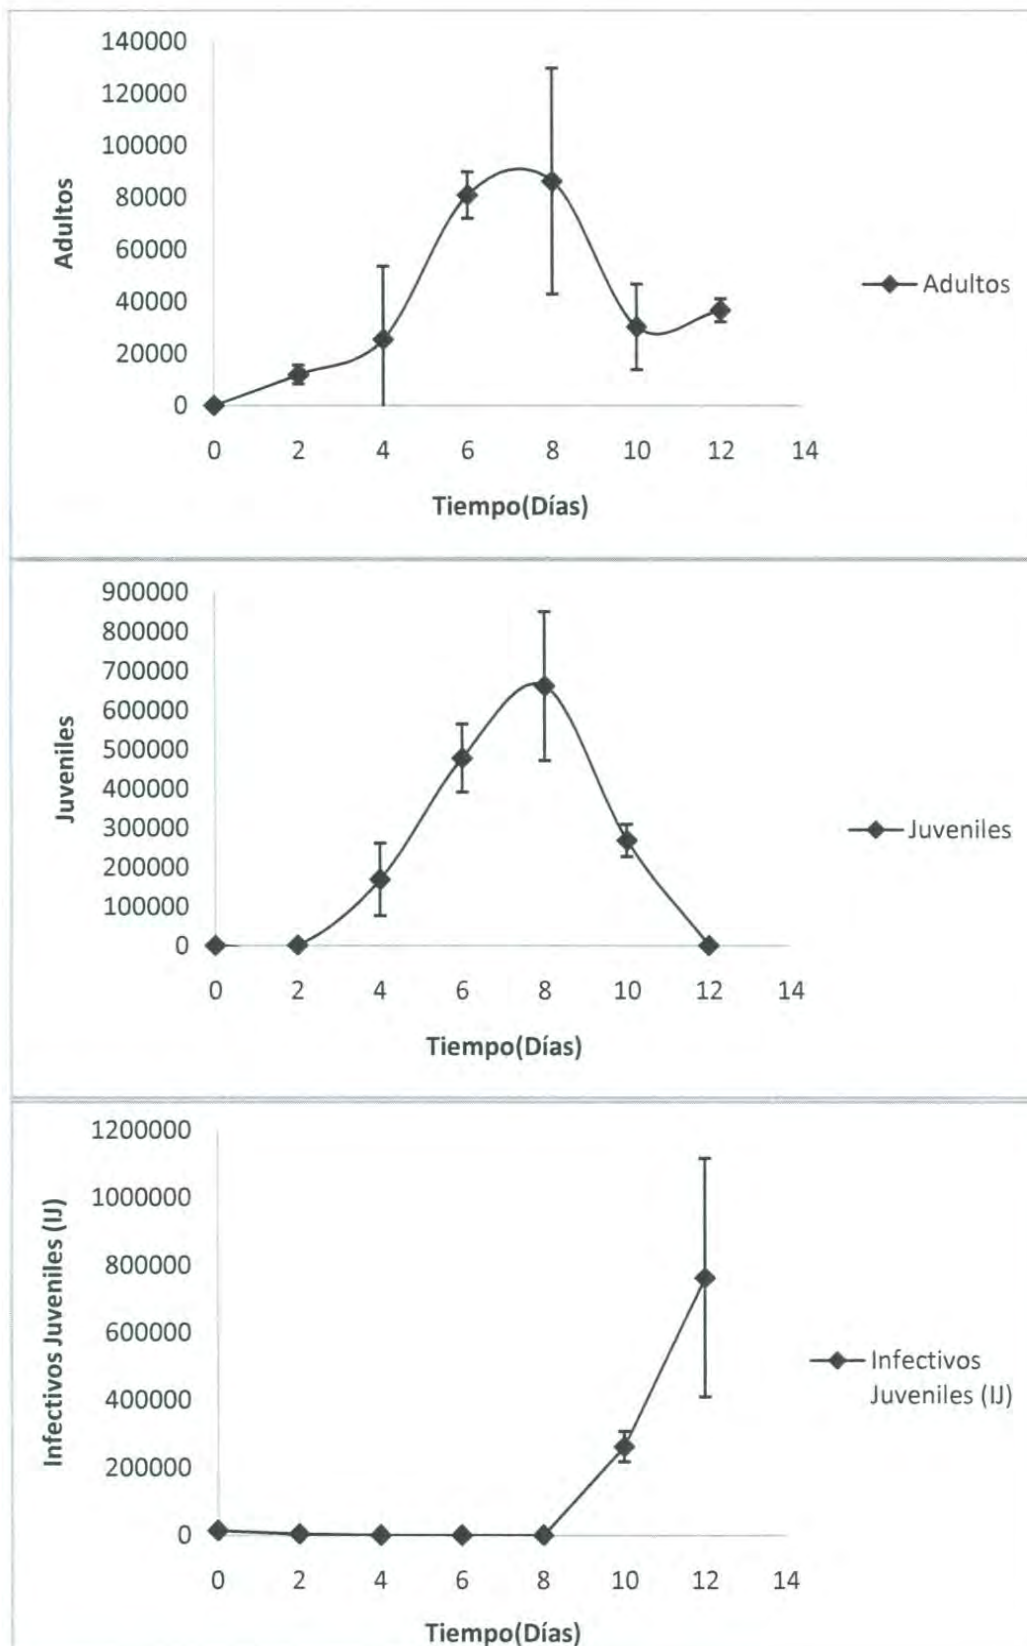 140000
120000
100000
80000
60000
40000
20000
0
Adultos
0 2 4 6 8 10 12 14
Tiempo(Días)
Adultos
900000
800000
700000
600000
500000
400000
300000
200000
100000
0
Juveniles
0 2 4 6 8 10 12 14
Tiempo(Días)
Juveniles
1200000
1000000
800000
600000
400000
200000
0
Infectivos Juveniles (IJ)
0 2 4 6 8 10 12 14
Tiempo(Días)
Infectivos
Juveniles (IJ)